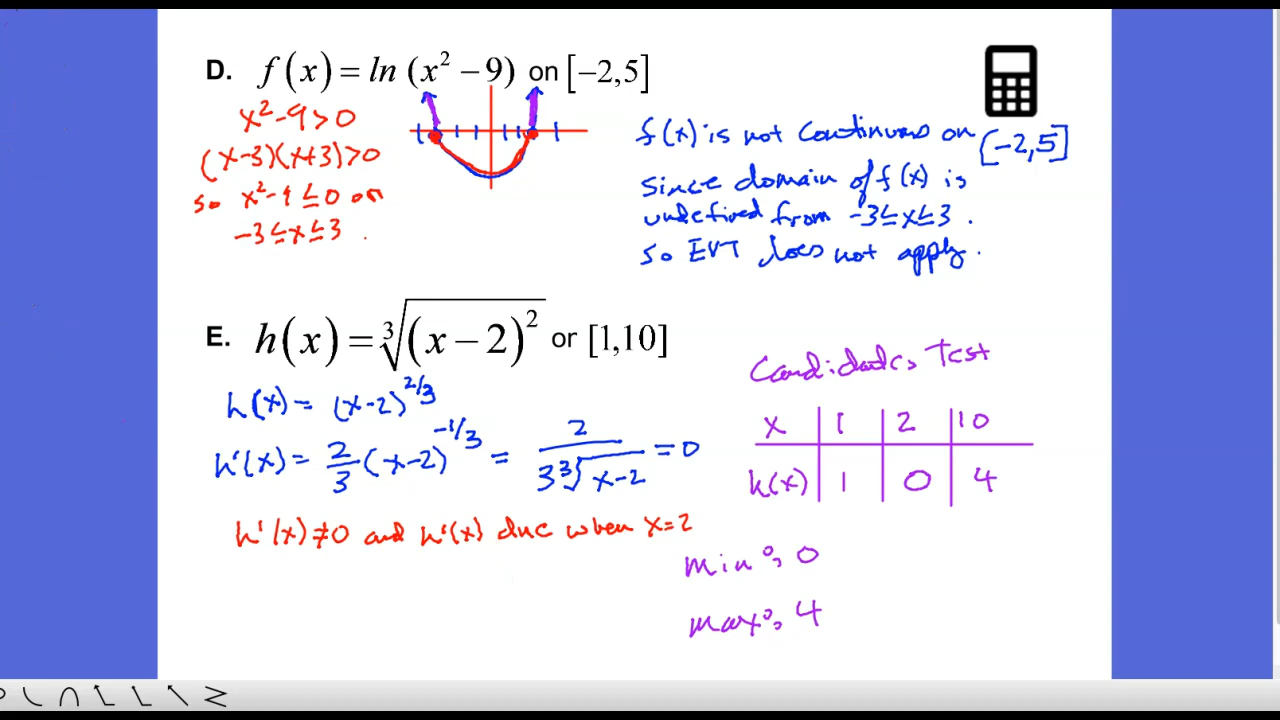 D. f(x) = ln (x² − 9) on [−2,5]
x²-9>0
(x-3)(x+3)>0
so x²-9≤0 on
-3≤x≤3.
f(x) is not continuous on [-2,5]
since domain of f(x) is
undefined from -3≤x≤3.
so EVT does not apply.
E. h(x) = ∛(x − 2)² or [1,10]
h(x) = (x-2)^2/3
h'(x) = 2/3 (x-2)^-1/3 = 2/(3∛(x-2)) = 0
h'(x)≠0 and h'(x) dne when x=2
Candidates Test
x | 1 | 2 | 10
h(x) | 1 | 0 | 4
min: 0
max: 4